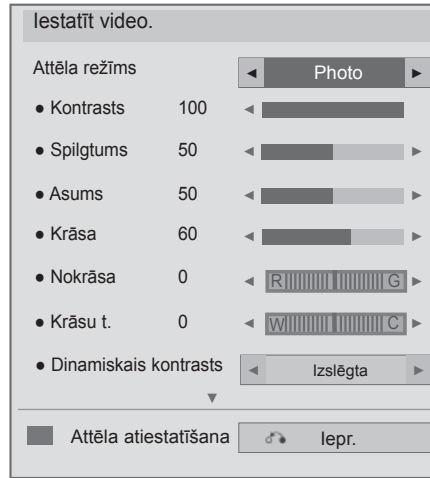 Iestatīt video.
Attēla režīms ◄ Photo ►
● Kontrasts 100 ◄
● Spilgtums 50 ◄ ►
● Asums 50 ◄ ►
● Krāsa 60 ◄ ►
● Nokrāsa 0 ◄ R G ►
● Krāsu t. 0 ◄ W C ►
● Dinamiskais kontrasts ◄ Izslēgta ►
▼
Attēla atiestatīšana Iepr.